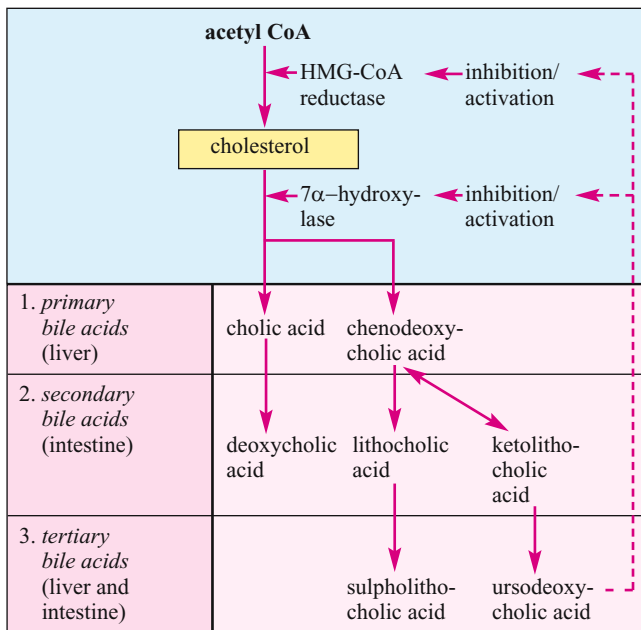 acetyl CoA
HMG-CoA
reductase
inhibition/
activation
cholesterol
7α–hydroxy-
lase
inhibition/
activation
1. primary
bile acids
(liver)
cholic acid
chenodeoxy-
cholic acid
2. secondary
bile acids
(intestine)
deoxycholic
acid
lithocholic
acid
ketolitho-
cholic
acid
3. tertiary
bile acids
(liver and
intestine)
sulpholitho-
cholic acid
ursodeoxy-
cholic acid